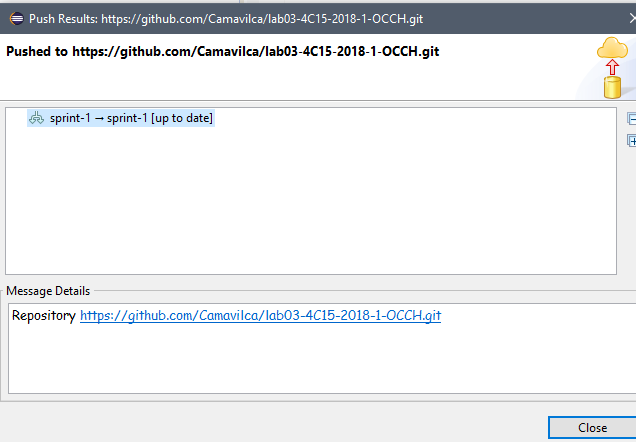 Push Results: https://github.com/Camavilca/lab03-4C15-2018-1-OCCH.git
Pushed to https://github.com/Camavilca/lab03-4C15-2018-1-OCCH.git
sprint-1 → sprint-1 [up to date]
Message Details
Repository https://github.com/Camavilca/lab03-4C15-2018-1-OCCH.git
Close